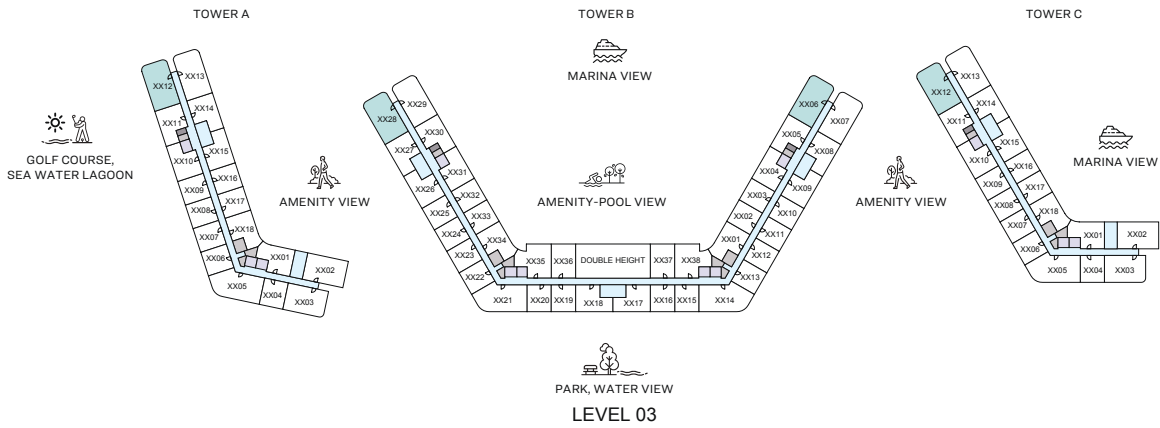 TOWER A
TOWER B
TOWER C
MARINA VIEW
GOLF COURSE,
SEA WATER LAGOON
AMENITY VIEW
AMENITY-POOL VIEW
AMENITY VIEW
MARINA VIEW
XX12
XX13
XX14
XX11
XX15
XX10
XX16
XX09
XX17
XX08
XX18
XX07
XX06
XX01
XX02
XX05
XX04
XX03
XX29
XX28
XX30
XX27
XX31
XX26
XX32
XX25
XX33
XX24
XX34
XX23
XX22
XX21
XX35
XX36
DOUBLE HEIGHT
XX37
XX38
XX20
XX19
XX18
XX17
XX16
XX15
XX14
XX06
XX07
XX05
XX08
XX04
XX09
XX03
XX10
XX02
XX11
XX01
XX12
XX13
XX12
XX13
XX14
XX11
XX15
XX10
XX16
XX09
XX17
XX08
XX18
XX07
XX06
XX01
XX02
XX05
XX04
XX03
PARK, WATER VIEW
LEVEL 03